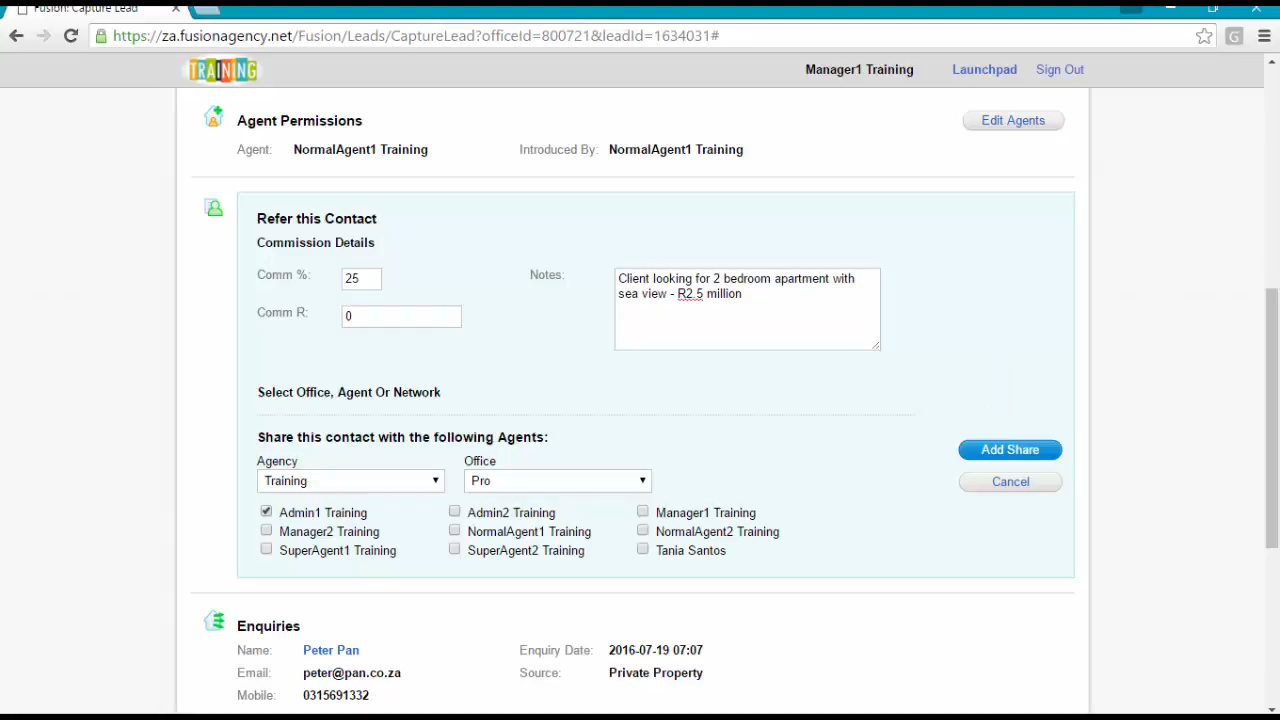 Fusion: Capture Lead
https://za.fusionagency.net/Fusion/Leads/CaptureLead?officeId=800721&leadId=1634031#
TRAINING
Manager1 Training Launchpad Sign Out
Agent Permissions
Edit Agents
Agent: NormalAgent1 Training Introduced By: NormalAgent1 Training
Refer this Contact
Commission Details
Comm %: 25
Notes: Client looking for 2 bedroom apartment with
sea view - R2.5 million
Comm R: 0
Select Office, Agent Or Network
Share this contact with the following Agents:
Add Share
Agency Office
Training Pro
Cancel
Admin1 Training Admin2 Training Manager1 Training
Manager2 Training NormalAgent1 Training NormalAgent2 Training
SuperAgent1 Training SuperAgent2 Training Tania Santos
Enquiries
Name: Peter Pan Enquiry Date: 2016-07-19 07:07
Email: peter@pan.co.za Source: Private Property
Mobile: 0315691332